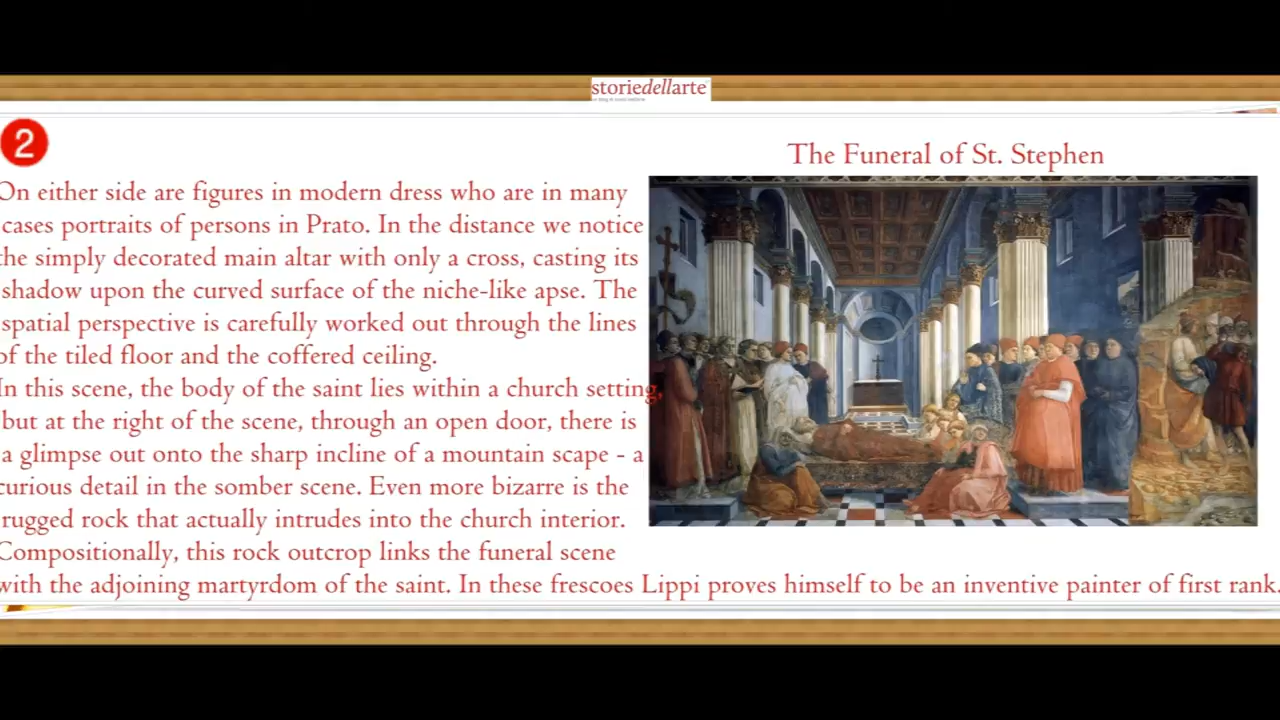 storiedellarte
2
The Funeral of St. Stephen
On either side are figures in modern dress who are in many
cases portraits of persons in Prato. In the distance we notice
the simply decorated main altar with only a cross, casting its
shadow upon the curved surface of the niche-like apse. The
spatial perspective is carefully worked out through the lines
of the tiled floor and the coffered ceiling.
In this scene, the body of the saint lies within a church setting,
but at the right of the scene, through an open door, there is
a glimpse out onto the sharp incline of a mountain scape - a
curious detail in the somber scene. Even more bizarre is the
rugged rock that actually intrudes into the church interior.
Compositionally, this rock outcrop links the funeral scene
with the adjoining martyrdom of the saint. In these frescoes Lippi proves himself to be an inventive painter of first rank.